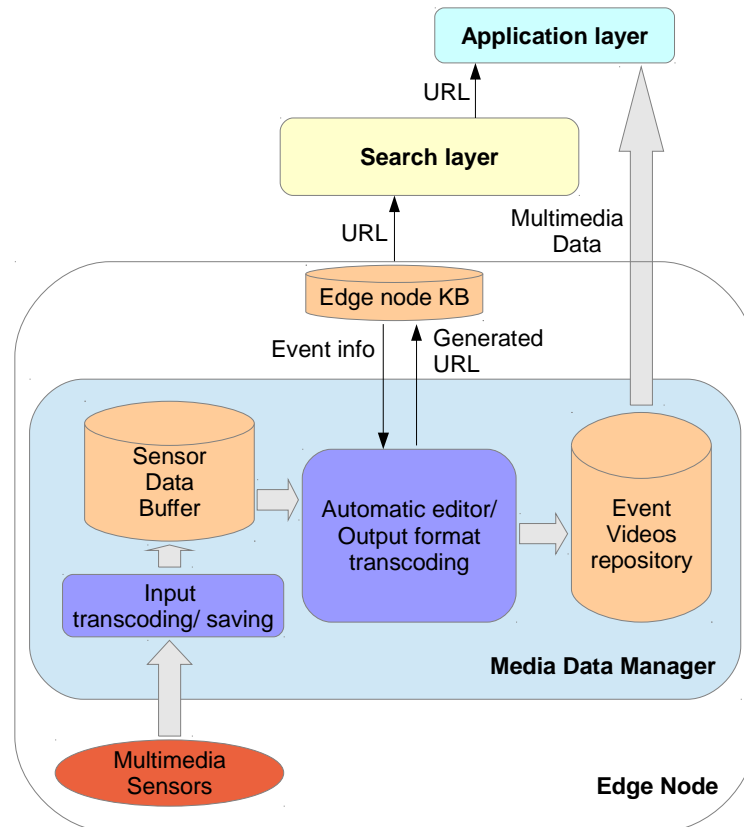 Application layer
URL
Search layer
URL
Multimedia
Data
Edge node KB
Event info
Generated
URL
Sensor
Data
Buffer
Automatic editor/
Output format
transcoding
Event
Videos
repository
Input
transcoding/ saving
Media Data Manager
Multimedia
Sensors
Edge Node